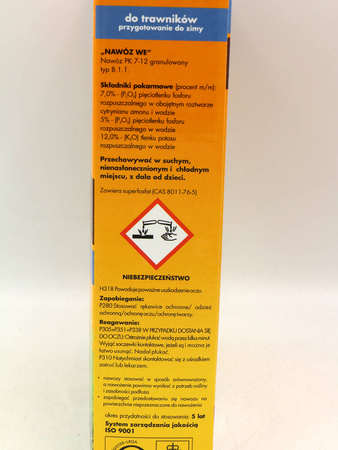 do trawników
przygotowanie do zimy
„NAWÓZ WE"
Nawóz PK 7-12 granulowany
typ B.1.1.
Składniki pokarmowe (procent m/m):
7,0% - (P₂O₅) pięciotlenku fosforu
rozpuszczalnego w obojętnym roztworze
cytrynianu amonu i wodzie
5% - (P₂O₅) pięciotlenku fosforu
rozpuszczalnego w wodzie
12,0% - (K₂O) tlenku potasu
rozpuszczalnego w wodzie
Przechowywać w suchym,
nienasłonecznionym i chłodnym
miejscu, z dala od dzieci.
Zawiera superfosfat (CAS 8011-76-5)
NIEBEZPIECZEŃSTWO
H318 Powoduje poważne uszkodzenie oczu.
Zapobieganie:
P280 Stosować rękawice ochronne/ odzież
ochronną/ochronę oczu/ochronę twarzy.
Reagowanie:
P305+P351+P338 W PRZYPADKU DOSTANIA SIĘ
DO OCZU: Ostrożnie płukać wodą przez kilka minut.
Wyjąć soczewki kontaktowe, jeżeli są i można je
łatwo usunąć. Nadal płukać.
P310 Natychmiast skontaktować się z ośrodkiem
zatruć lub lekarzem.
• nawozy stosować w sposób zrównoważony,
a nawożenie powinno wynikać z potrzeb rośliny
i zasobności podłoża
• zapobiegać przedostawaniu się nawozu na
powierzchnie nieprzeznaczone do nawożenia
okres przydatności do stosowania: 5 lat
System zarządzania jakością
ISO 9001